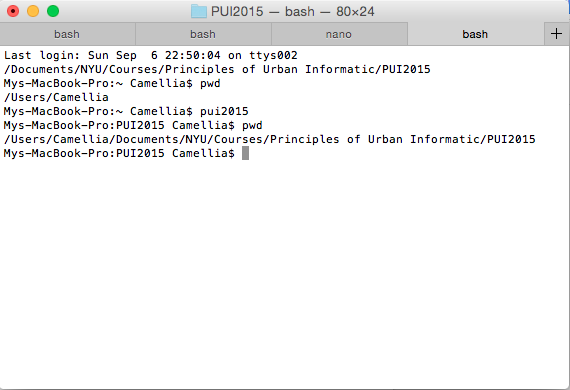 PUI2015 — bash — 80×24
bash bash nano bash +
Last login: Sun Sep  6 22:50:04 on ttys002
/Documents/NYU/Courses/Principles of Urban Informatic/PUI2015
Mys-MacBook-Pro:~ Camellia$ pwd
/Users/Camellia
Mys-MacBook-Pro:~ Camellia$ pui2015
Mys-MacBook-Pro:PUI2015 Camellia$ pwd
/Users/Camellia/Documents/NYU/Courses/Principles of Urban Informatic/PUI2015
Mys-MacBook-Pro:PUI2015 Camellia$